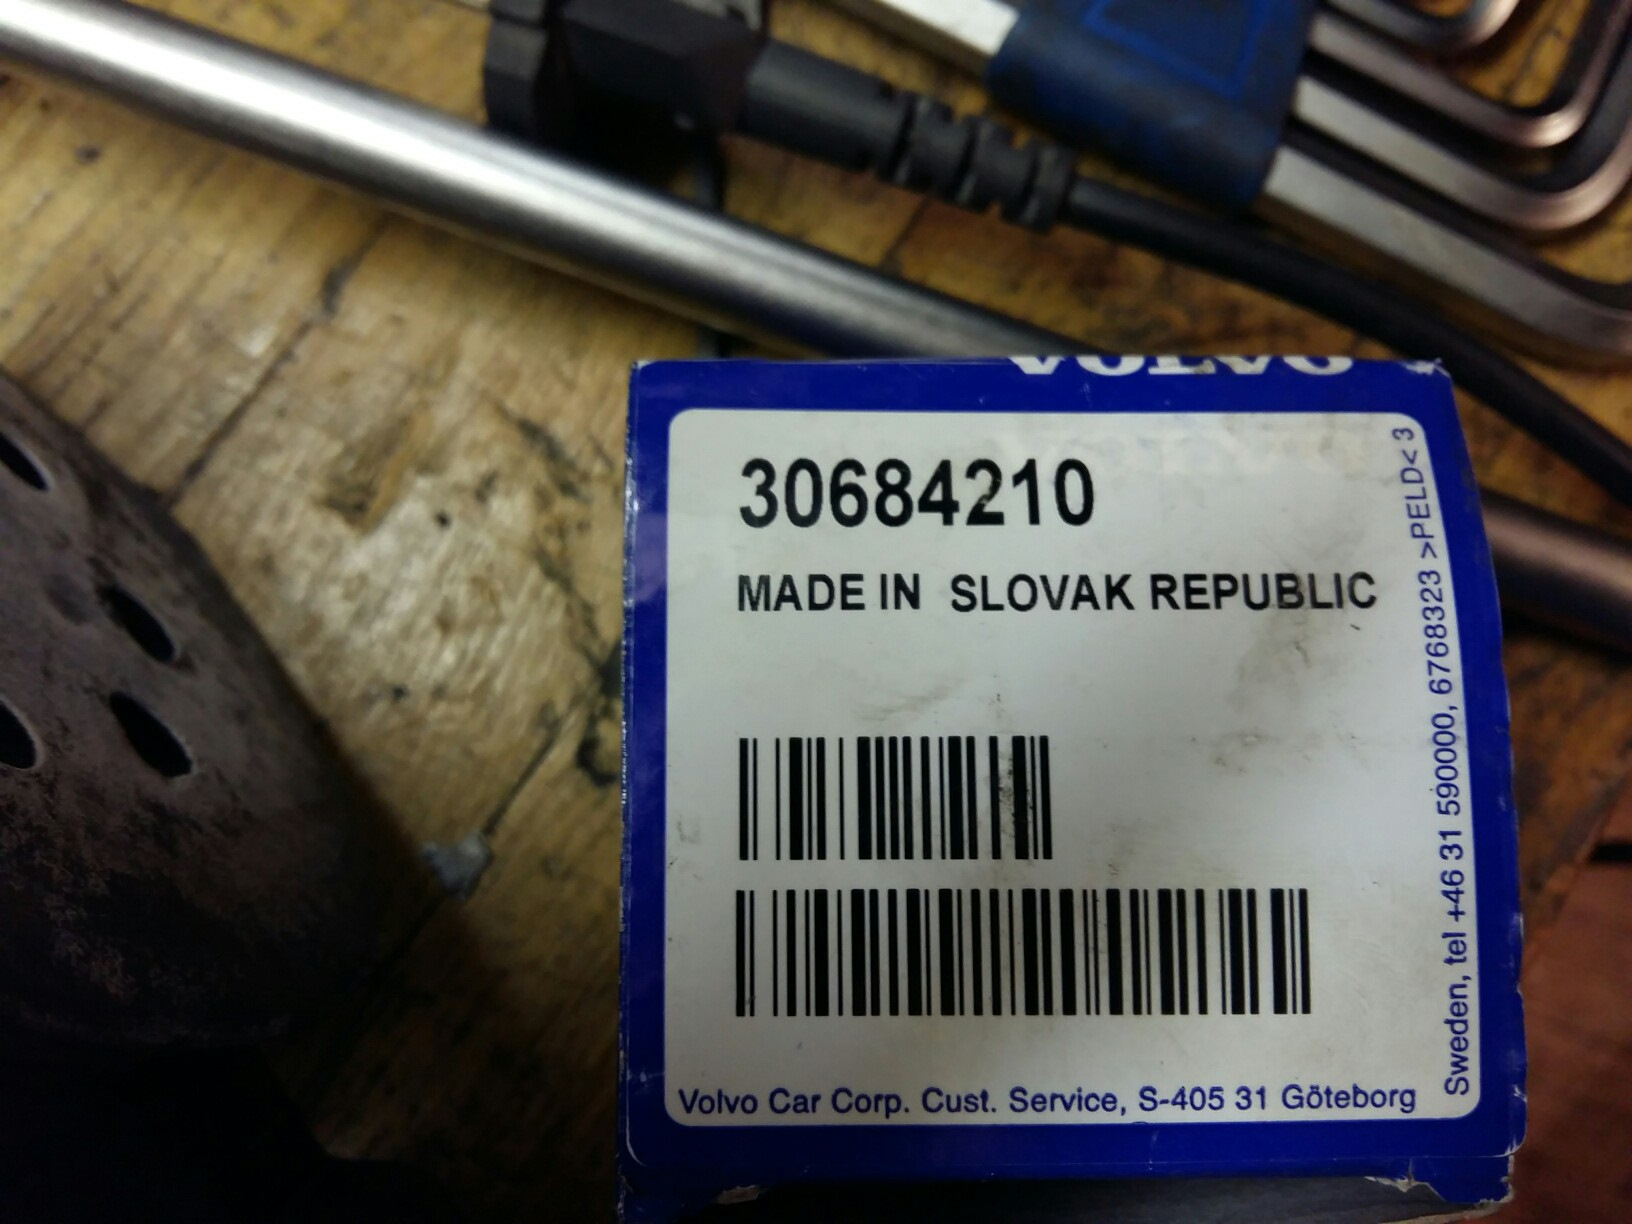 VOLVO
30684210
MADE IN SLOVAK REPUBLIC
Volvo Car Corp. Cust. Service, S-405 31 Göteborg
Sweden, tel +46 31 590000, 6768323 >PELD< 3